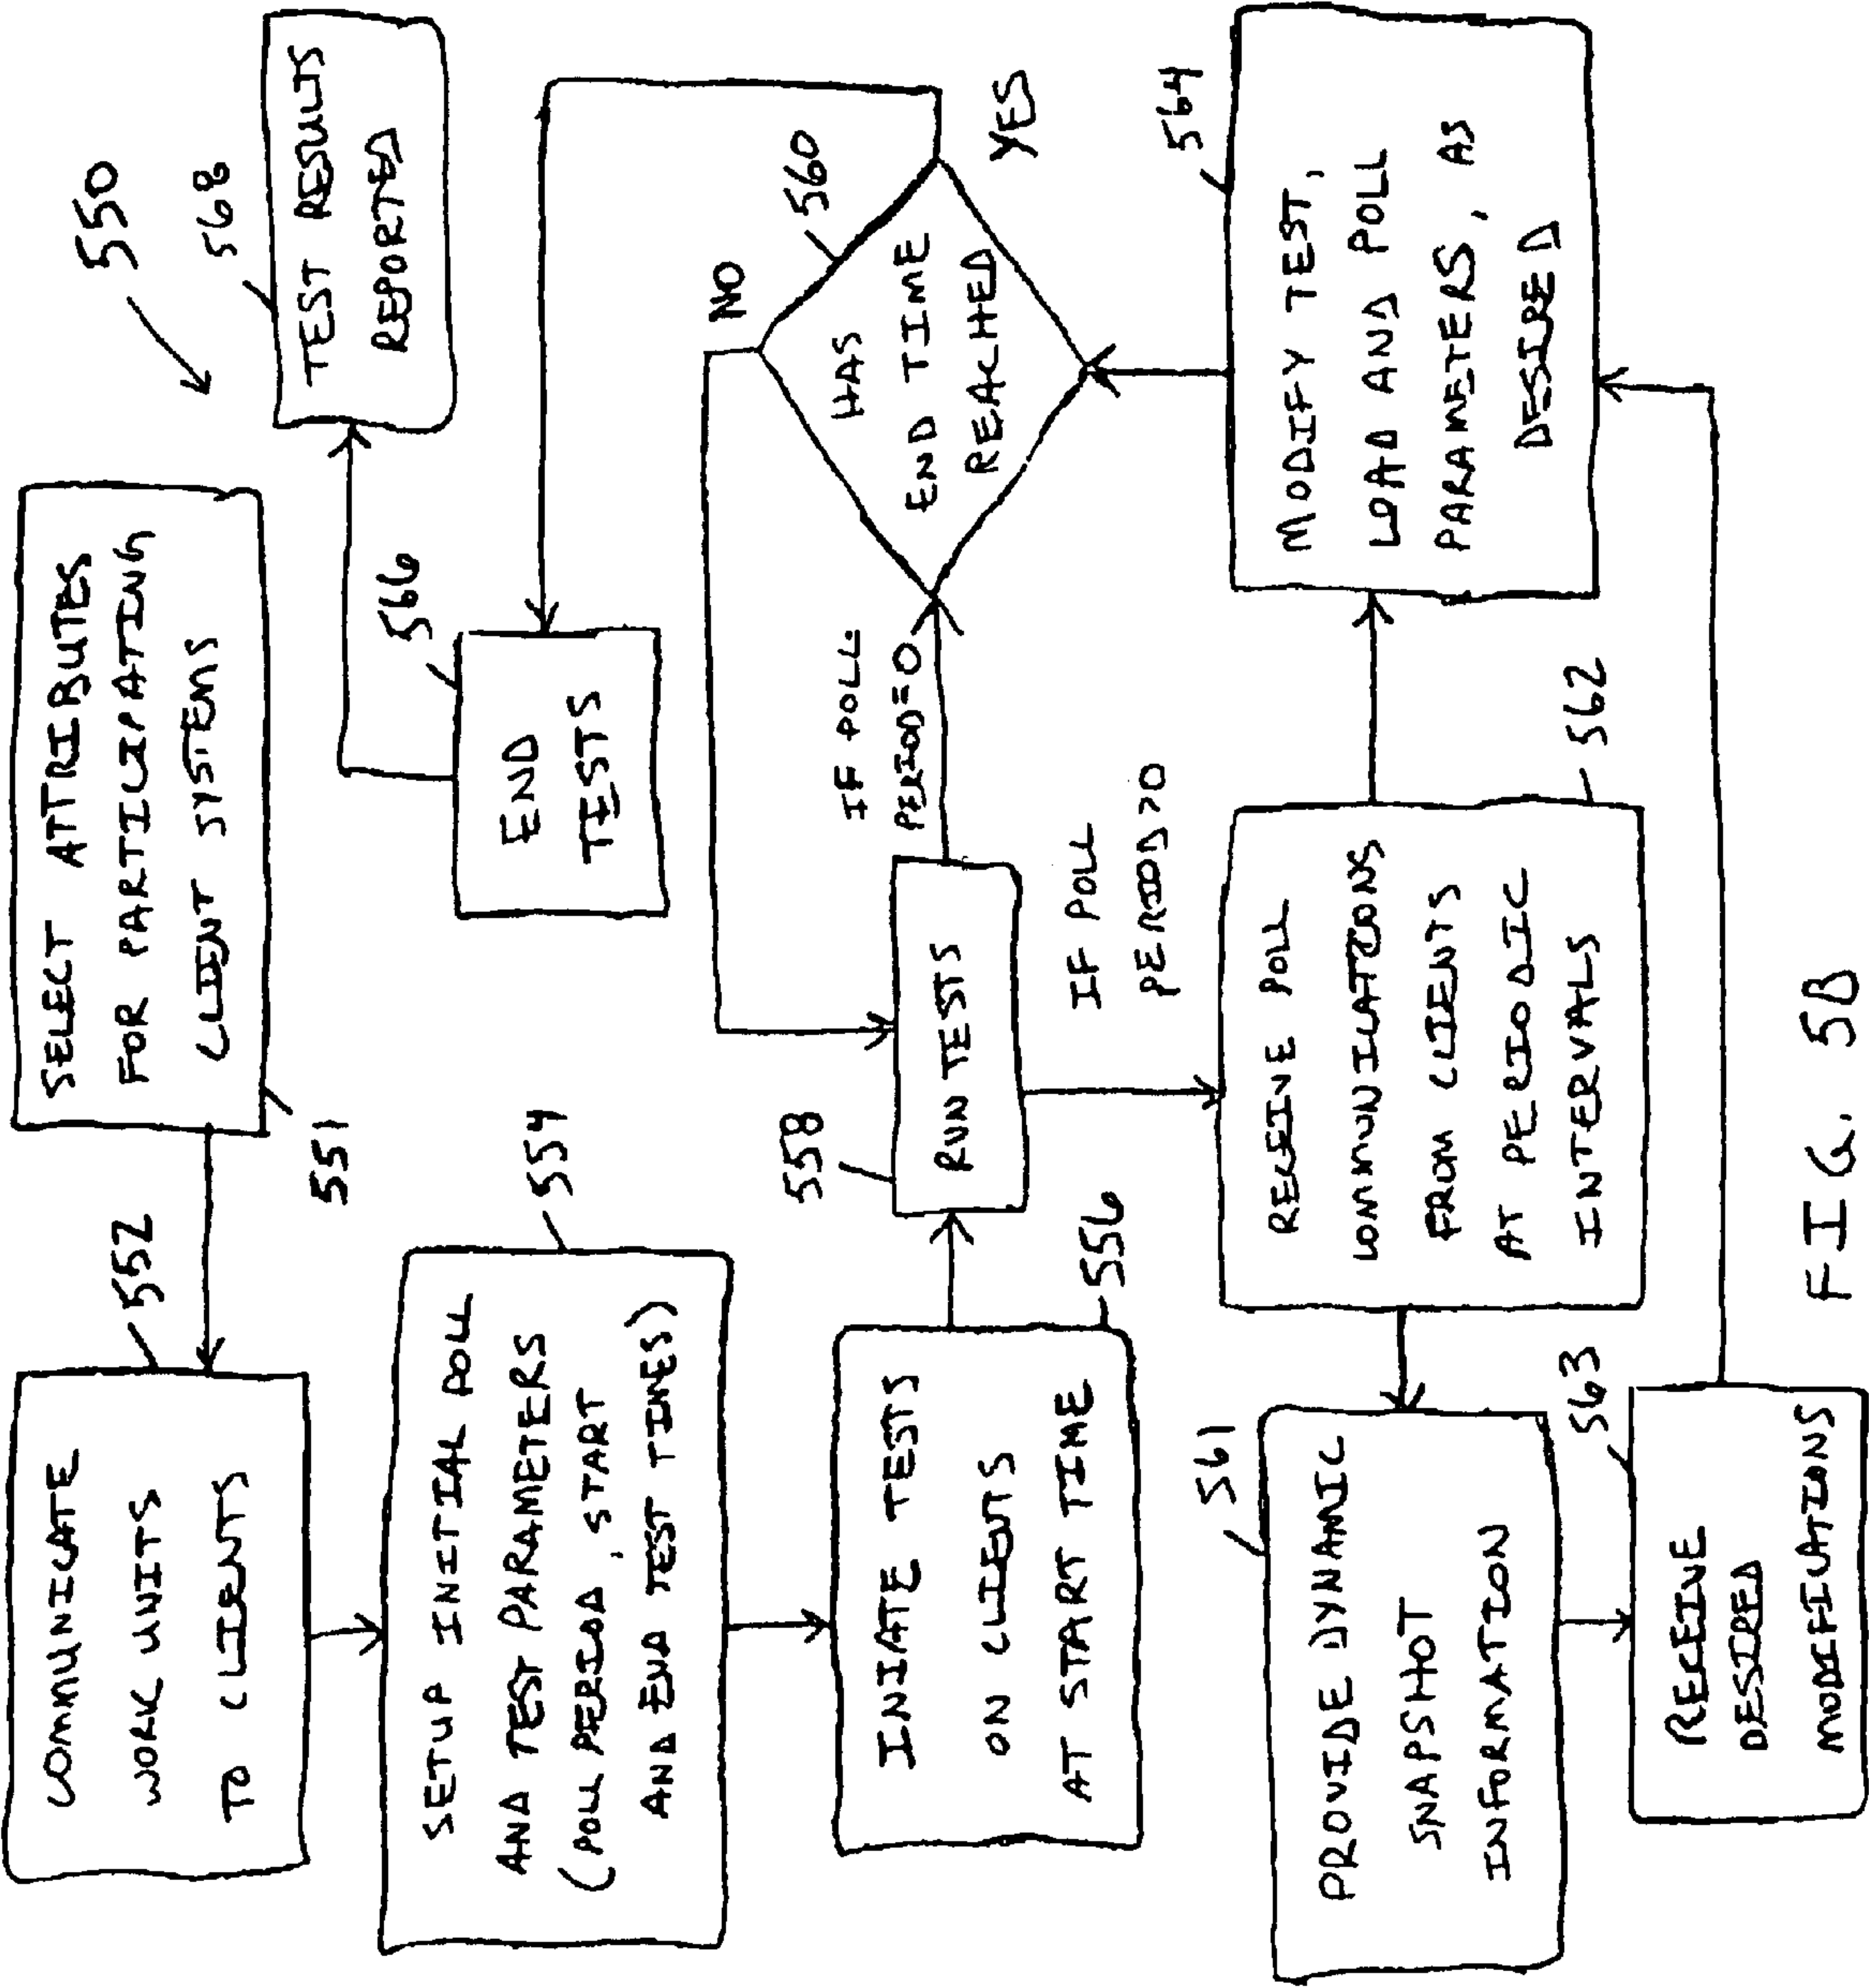 550
SELECT ATTRIBUTES
FOR PARTICIPATING
CLIENT SYSTEMS
551
552
COMMUNICATE
WORK UNITS
TO CLIENTS
554
SETUP INITIAL POLL
AND TEST PARAMETERS
(POLL PERIOD, START
AND END TEST TIMES)
556
INIATE TESTS
ON CLIENTS
AT START TIME
558
RUN TESTS
IF POLL
PERIOD=0
IF POLL
PERIOD>0
560
HAS
END TIME
REACHED
NO
YES
566
END
TESTS
568
TEST RESULTS
REPORTED
562
RECEIVE POLL
COMMUNICATIONS
FROM CLIENTS
AT PERIODIC
INTERVALS
561
PROVIDE DYNAMIC
SNAPSHOT
INFORMATION
563
RECEIVE
DESIRED
MODIFICATIONS
564
MODIFY TEST,
LOAD AND POLL
PARAMETERS, AS
DESIRED
FIG. 5B